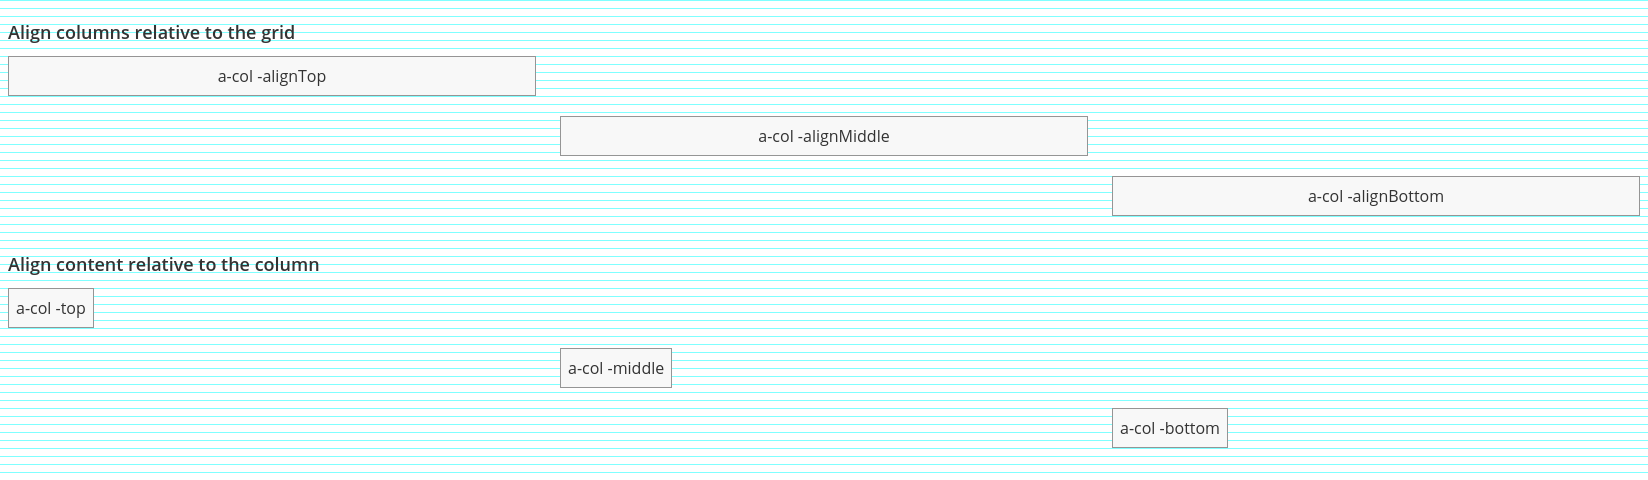 Align columns relative to the grid
a-col -alignTop
a-col -alignMiddle
a-col -alignBottom
Align content relative to the column
a-col -top
a-col -middle
a-col -bottom